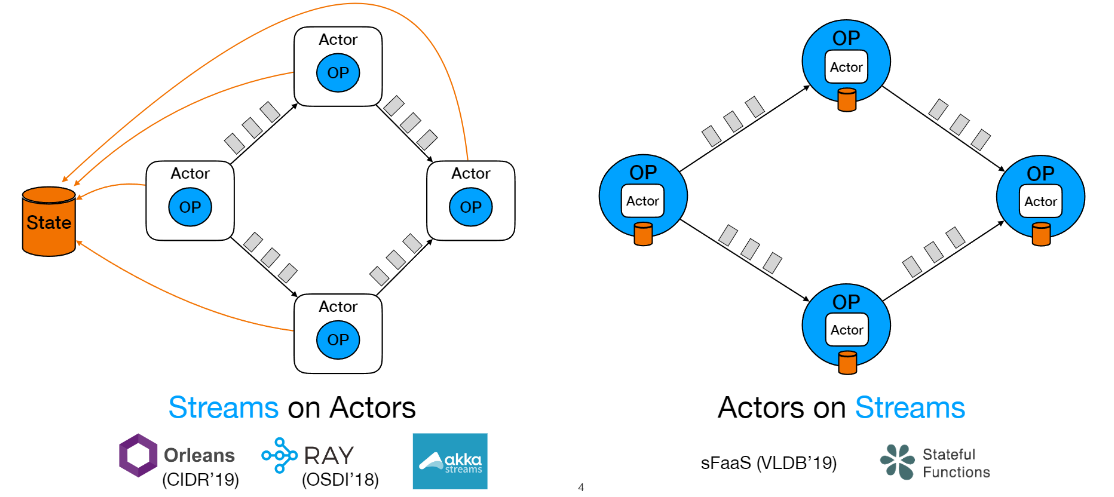 Actor
OP
Actor
OP
Actor
OP
Actor
OP
State
Streams on Actors
Orleans
(CIDR'19)
RAY
(OSDI'18)
akka
streams
OP
Actor
OP
Actor
OP
Actor
OP
Actor
Actors on Streams
sFaaS (VLDB'19)
Stateful
Functions
4